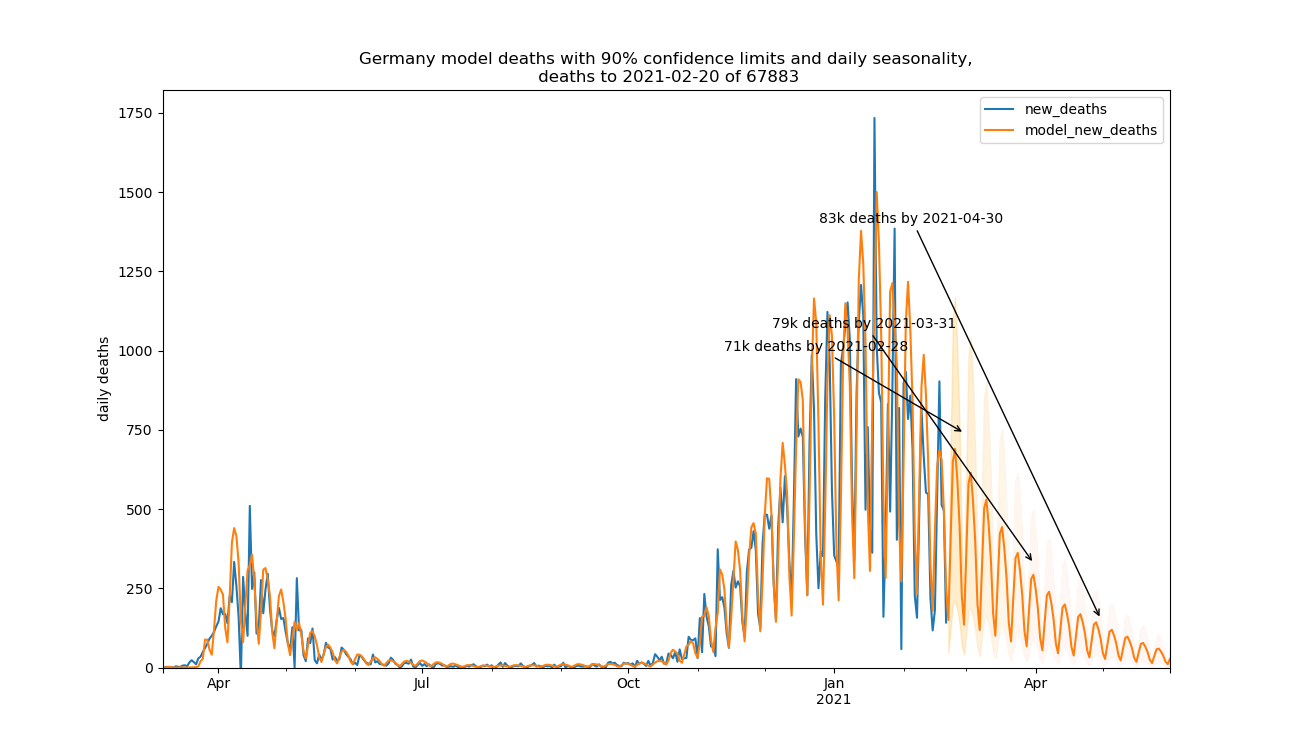 Germany model deaths with 90% confidence limits and daily seasonality,
deaths to 2021-02-20 of 67883
daily deaths
1750
1500
1250
1000
750
500
250
0
new_deaths
model_new_deaths
83k deaths by 2021-04-30
79k deaths by 2021-03-31
71k deaths by 2021-02-28
Apr
Jul
Oct
Jan
2021
Apr